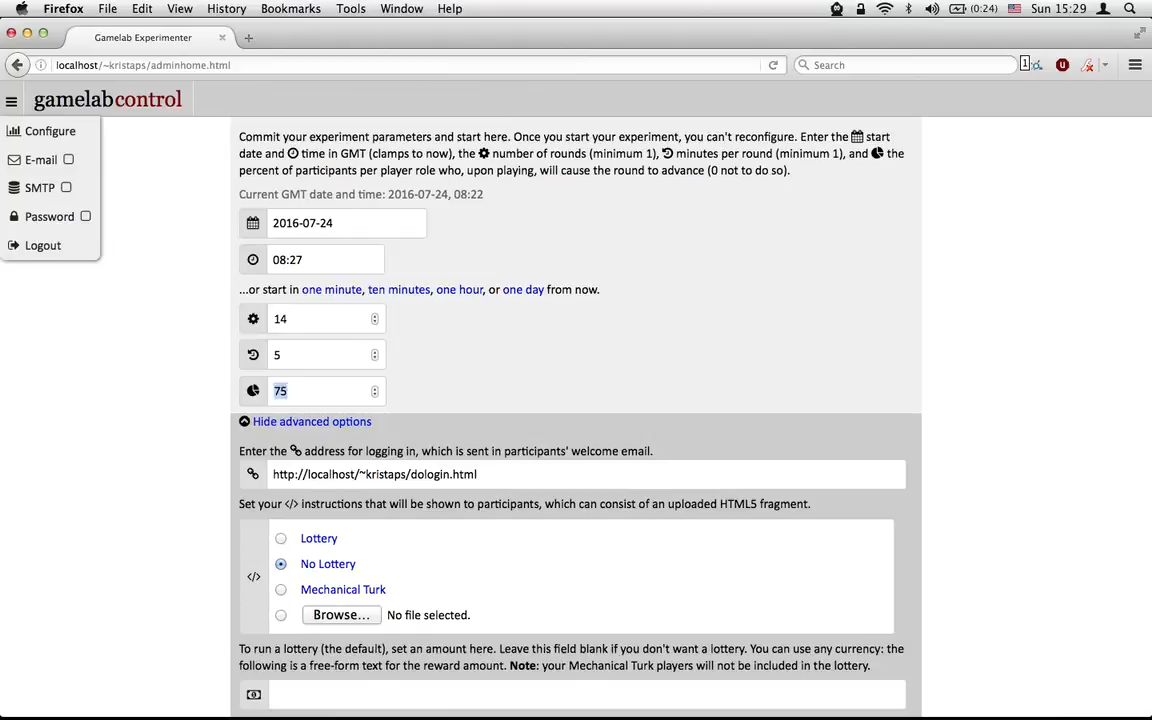 Firefox File Edit View History Bookmarks Tools Window Help (0:24) Sun 15:29
Gamelab Experimenter
localhost/~kristaps/adminhome.html Search 1
gamelabcontrol
Configure
E-mail
SMTP
Password
Logout
Commit your experiment parameters and start here. Once you start your experiment, you can't reconfigure. Enter the start
date and time in GMT (clamps to now), the number of rounds (minimum 1), minutes per round (minimum 1), and the
percent of participants per player role who, upon playing, will cause the round to advance (0 not to do so).
Current GMT date and time: 2016-07-24, 08:22
2016-07-24
08:27
...or start in one minute, ten minutes, one hour, or one day from now.
14
5
75
Hide advanced options
Enter the address for logging in, which is sent in participants' welcome email.
http://localhost/~kristaps/dologin.html
Set your </> instructions that will be shown to participants, which can consist of an uploaded HTML5 fragment.
</>
Lottery
No Lottery
Mechanical Turk
Browse... No file selected.
To run a lottery (the default), set an amount here. Leave this field blank if you don't want a lottery. You can use any currency: the
following is a free-form text for the reward amount. Note: your Mechanical Turk players will not be included in the lottery.